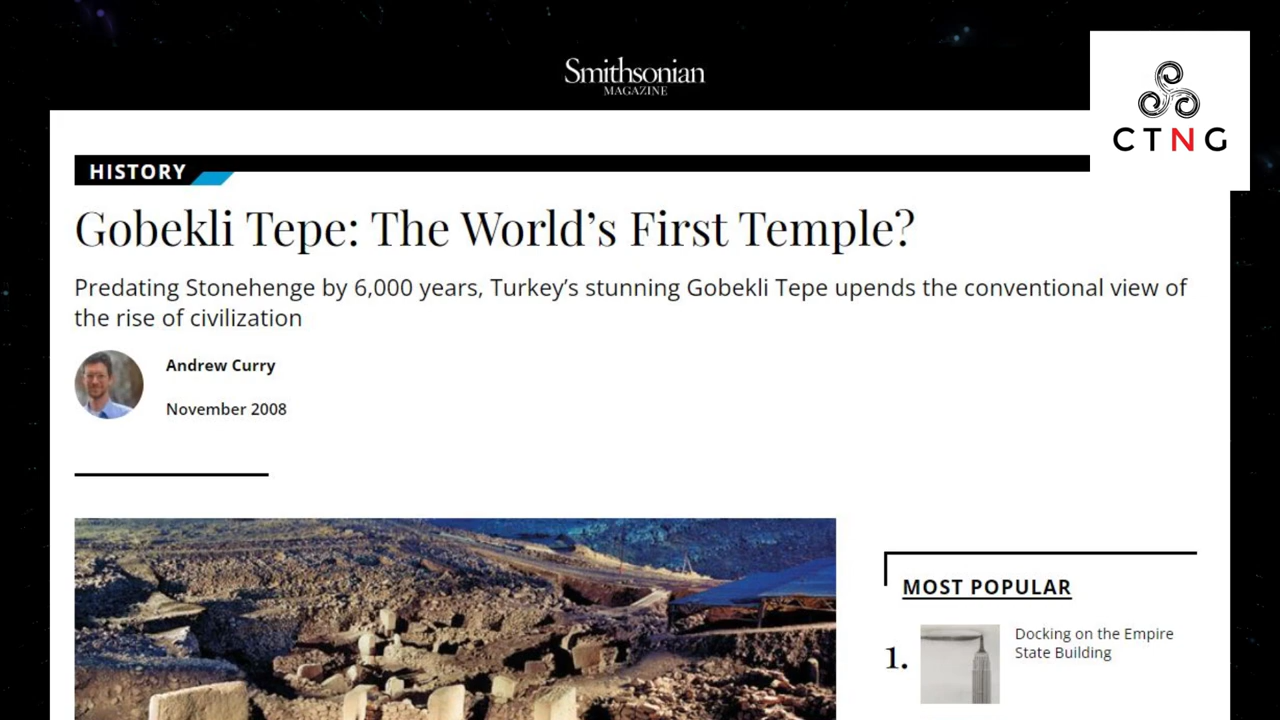 Smithsonian
MAGAZINE
CTNG
HISTORY
Gobekli Tepe: The World’s First Temple?
Predating Stonehenge by 6,000 years, Turkey’s stunning Gobekli Tepe upends the conventional view of
the rise of civilization
Andrew Curry
November 2008
MOST POPULAR
1.
Docking on the Empire
State Building